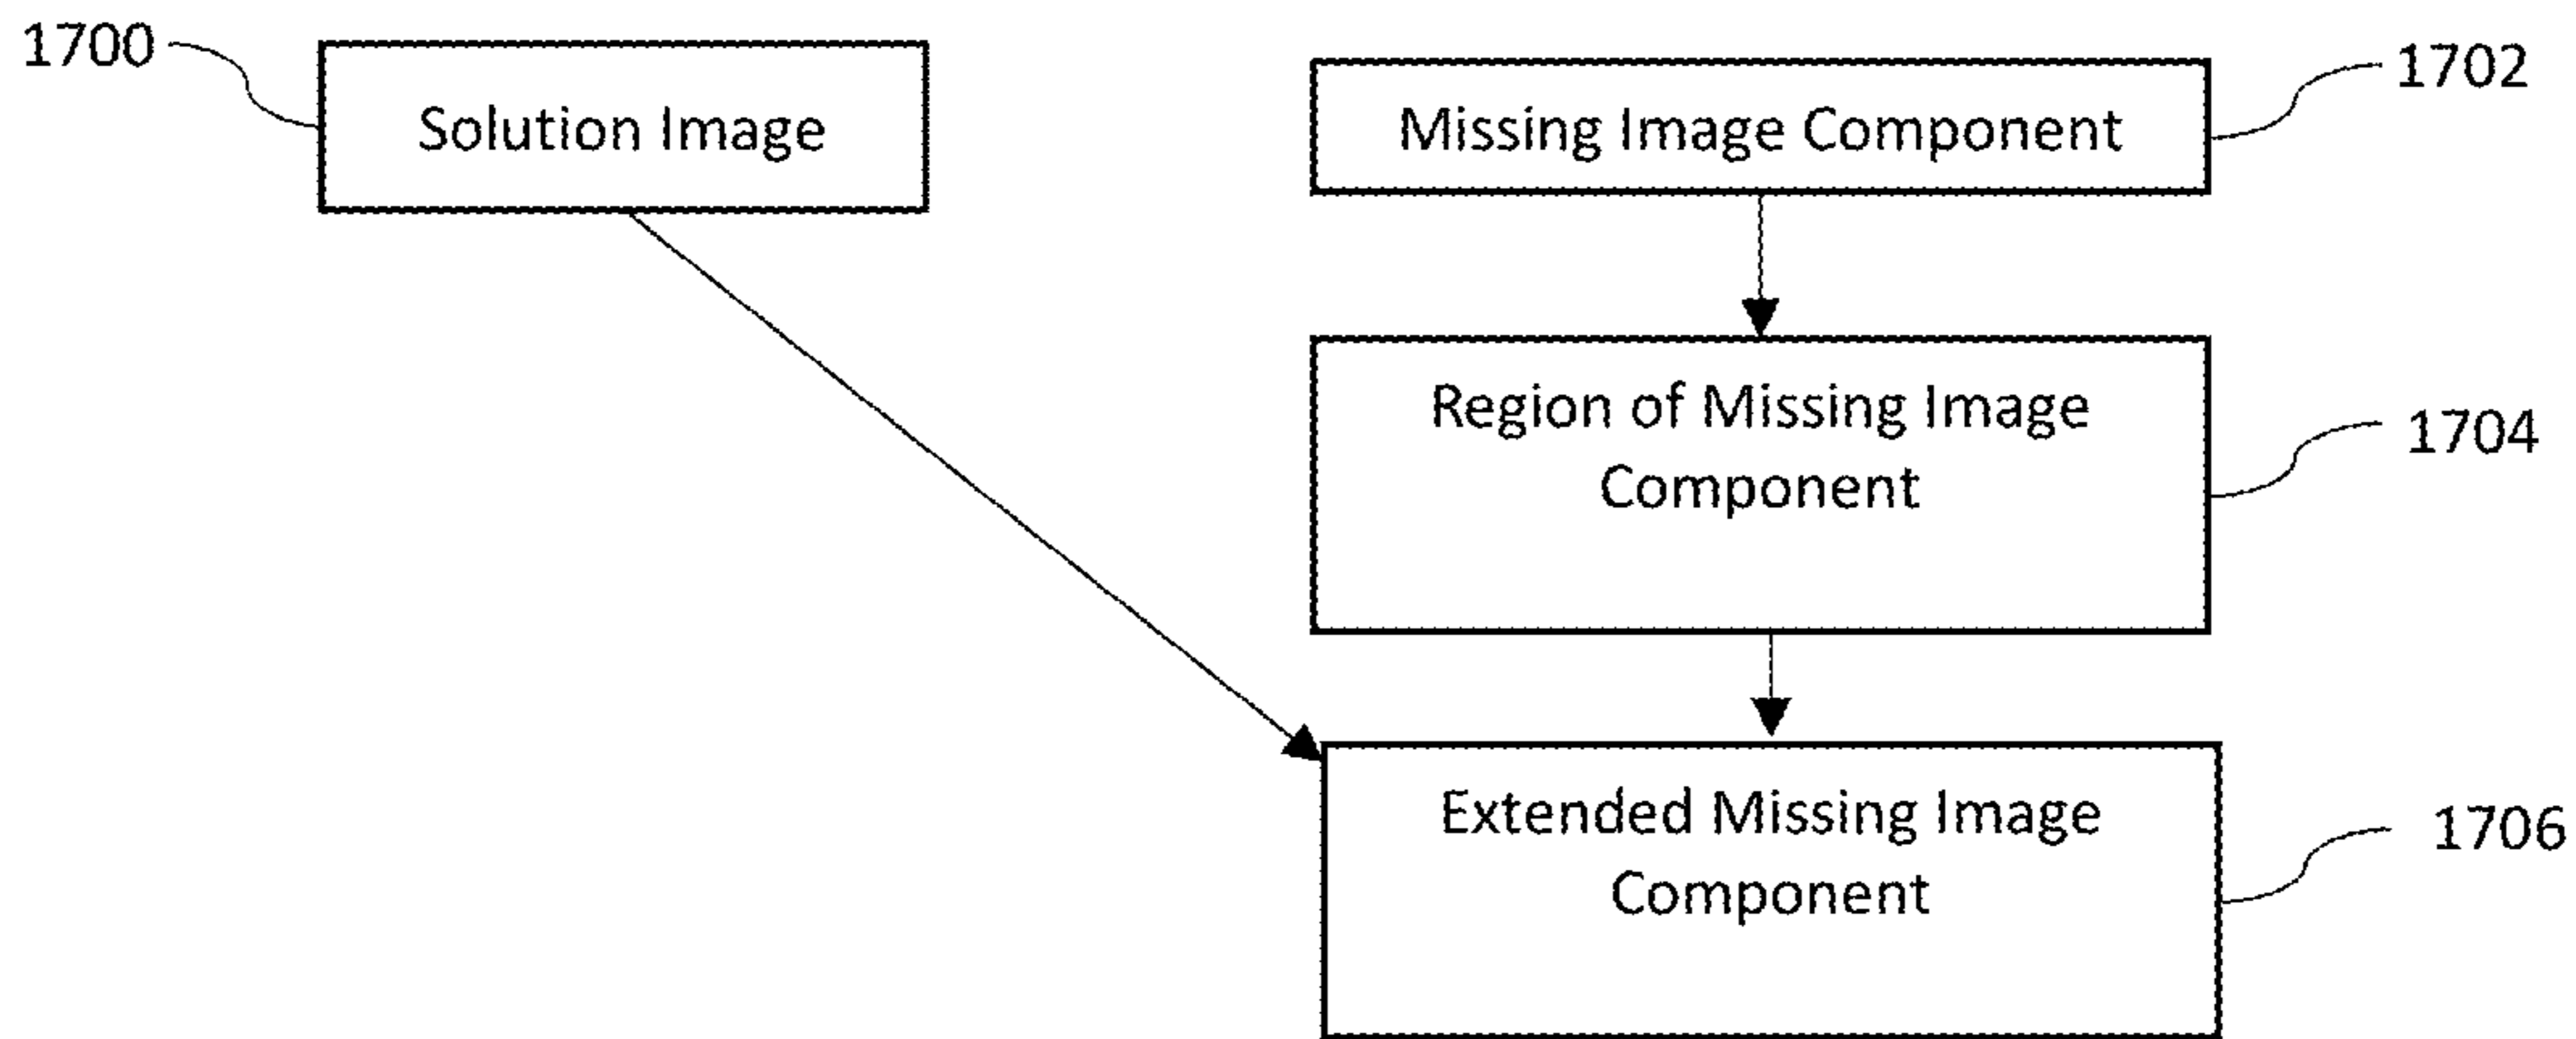 1700
Solution Image
Missing Image Component
1702
Region of Missing Image
Component
1704
Extended Missing Image
Component
1706